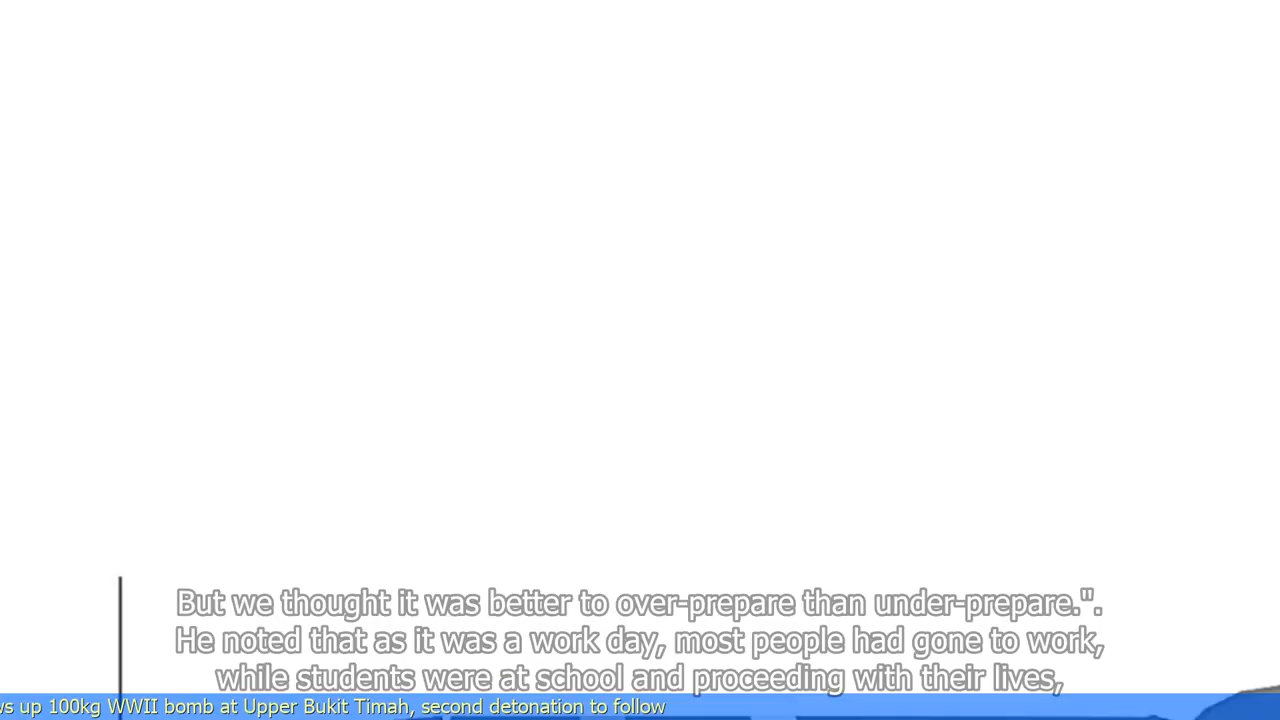 But we thought it was better to over-prepare than under-prepare.".
He noted that as it was a work day, most people had gone to work,
while students were at school and proceeding with their lives,
up 100kg WWII bomb at Upper Bukit Timah, second detonation to follow